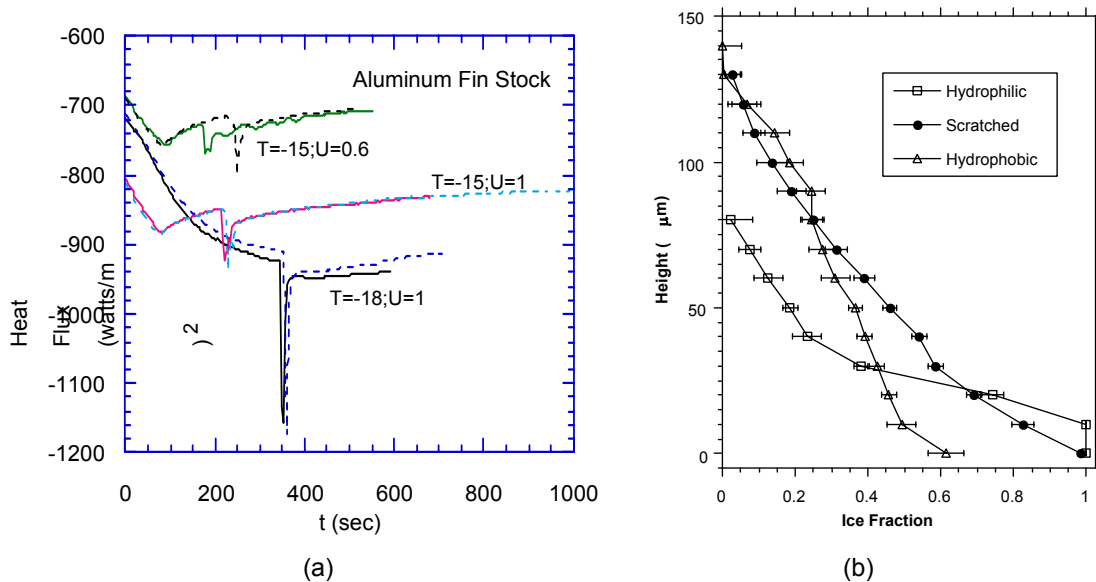 -600
-700
-800
-900
-1000
-1100
-1200
0
200
400
600
800
1000
Heat
Flux
(watts/m
2
)
t (sec)
Aluminum Fin Stock
T=-15;U=0.6
T=-15;U=1
T=-18;U=1
(a)
150
100
50
0
0
0.2
0.4
0.6
0.8
1
Height ( μm)
Ice Fraction
Hydrophilic
Scratched
Hydrophobic
(b)